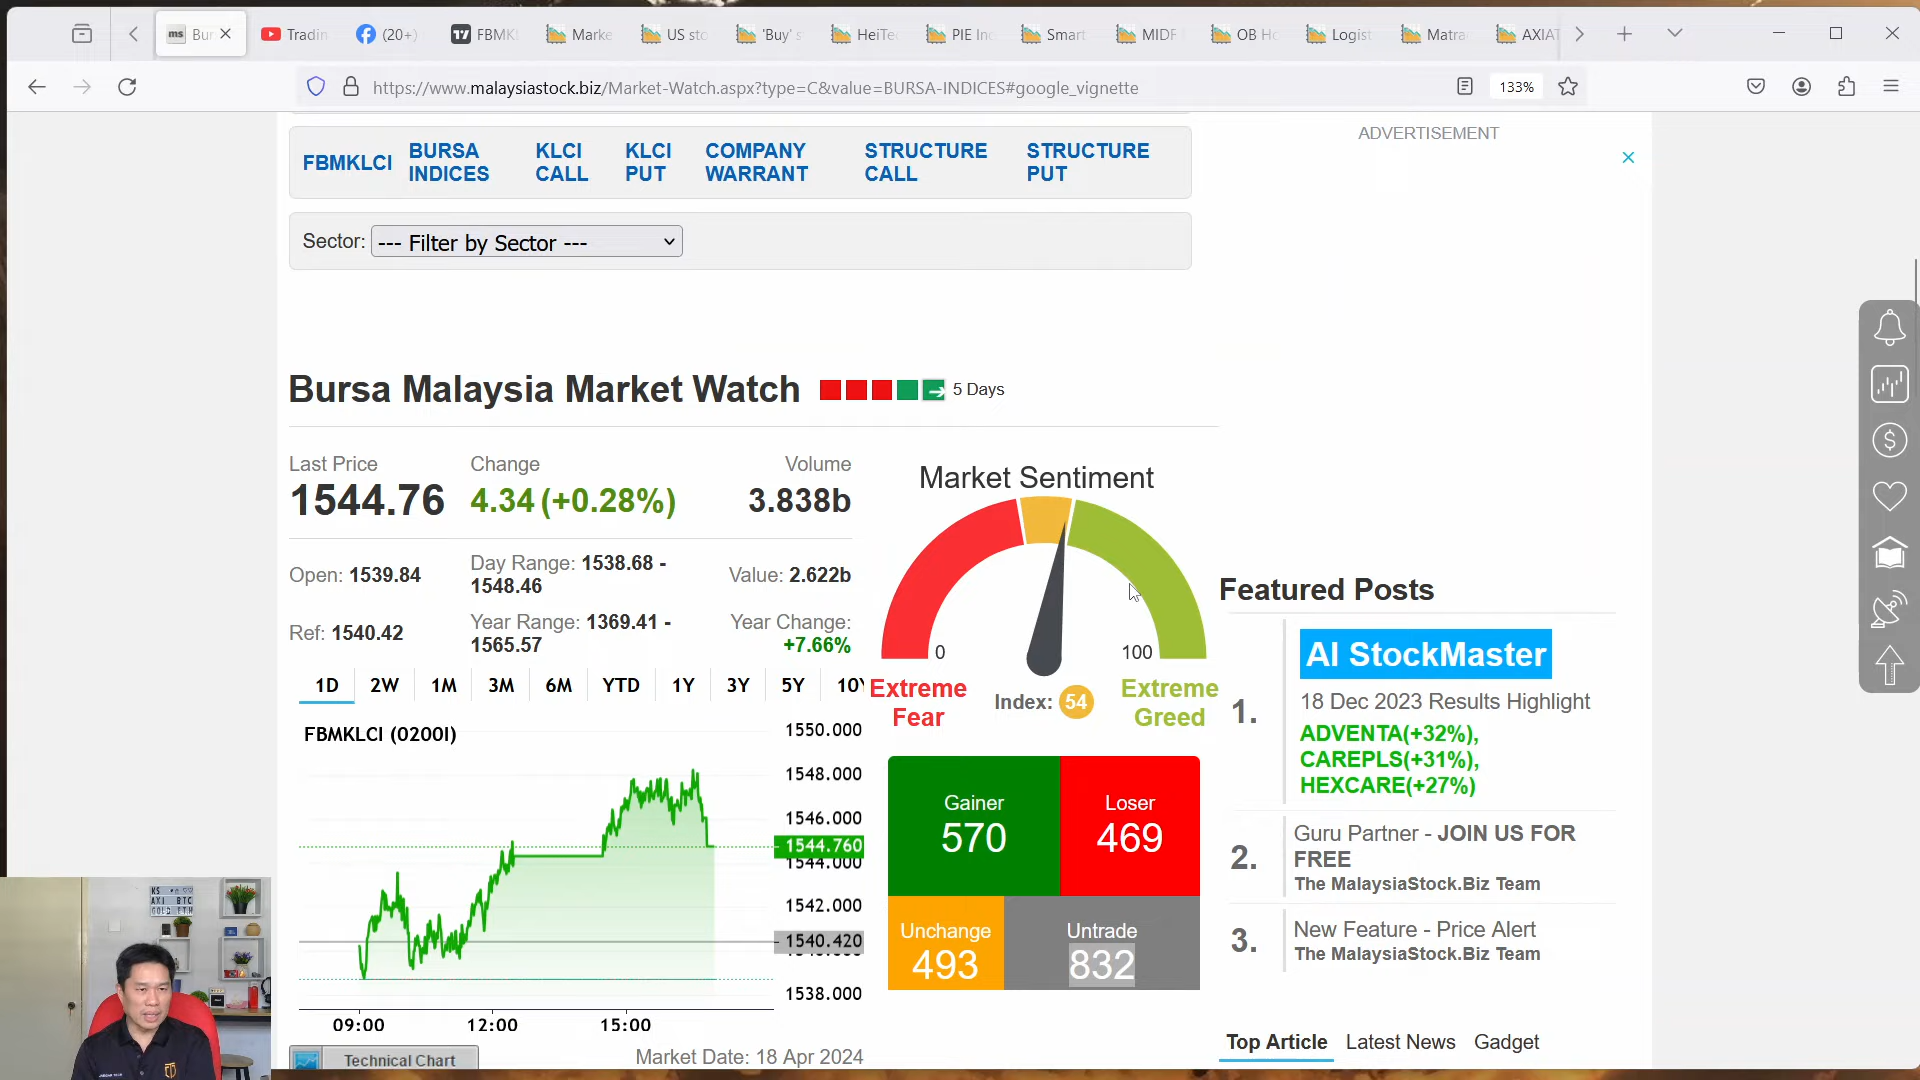 Bur
Tradin
(20+)
FBMK
Marke
US sto
'Buy' s
HeiTe
PIE Inc
Smart
MIDF
OB Ho
Logist
Matra
AXIAT
https://www.malaysiastock.biz/Market-Watch.aspx?type=C&value=BURSA-INDICES#google_vignette
133%
FBMKLCI
BURSA INDICES
KLCI CALL
KLCI PUT
COMPANY WARRANT
STRUCTURE CALL
STRUCTURE PUT
ADVERTISEMENT
Sector: --- Filter by Sector ---
Bursa Malaysia Market Watch
5 Days
Last Price
1544.76
Change
4.34 (+0.28%)
Volume
3.838b
Open: 1539.84
Day Range: 1538.68 -
1548.46
Value: 2.622b
Ref: 1540.42
Year Range: 1369.41 -
1565.57
Year Change:
+7.66%
1D 2W 1M 3M 6M YTD 1Y 3Y 5Y 10Y
FBMKLCI (0200I)
1550.000
1548.000
1546.000
1544.760
1544.000
1542.000
1540.420
1538.000
09:00 12:00 15:00
Technical Chart
Market Date: 18 Apr 2024
Market Sentiment
0
100
Extreme
Fear
Index: 54
Extreme
Greed
Gainer
570
Loser
469
Unchange
493
Untrade
832
Featured Posts
1.
AI StockMaster
18 Dec 2023 Results Highlight
ADVENTA(+32%),
CAREPLS(+31%),
HEXCARE(+27%)
2.
Guru Partner - JOIN US FOR
FREE
The MalaysiaStock.Biz Team
3.
New Feature - Price Alert
The MalaysiaStock.Biz Team
Top Article Latest News Gadget